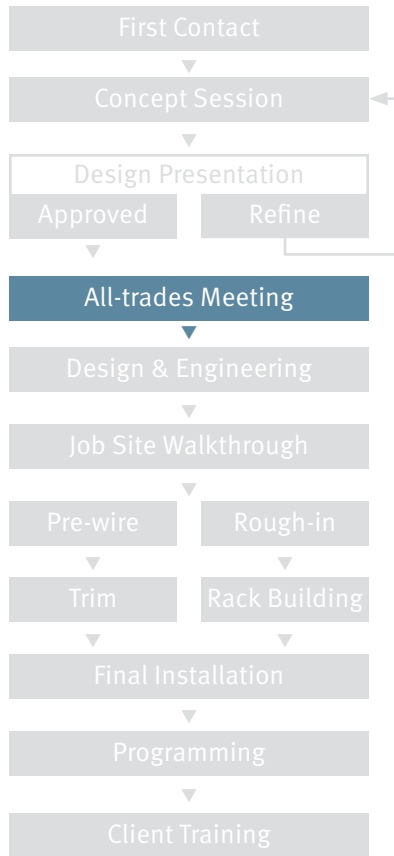 First Contact
Concept Session
Design Presentation
Approved Refine
All-trades Meeting
Design & Engineering
Job Site Walkthrough
Pre-wire Rough-in
Trim Rack Building
Final Installation
Programming
Client Training